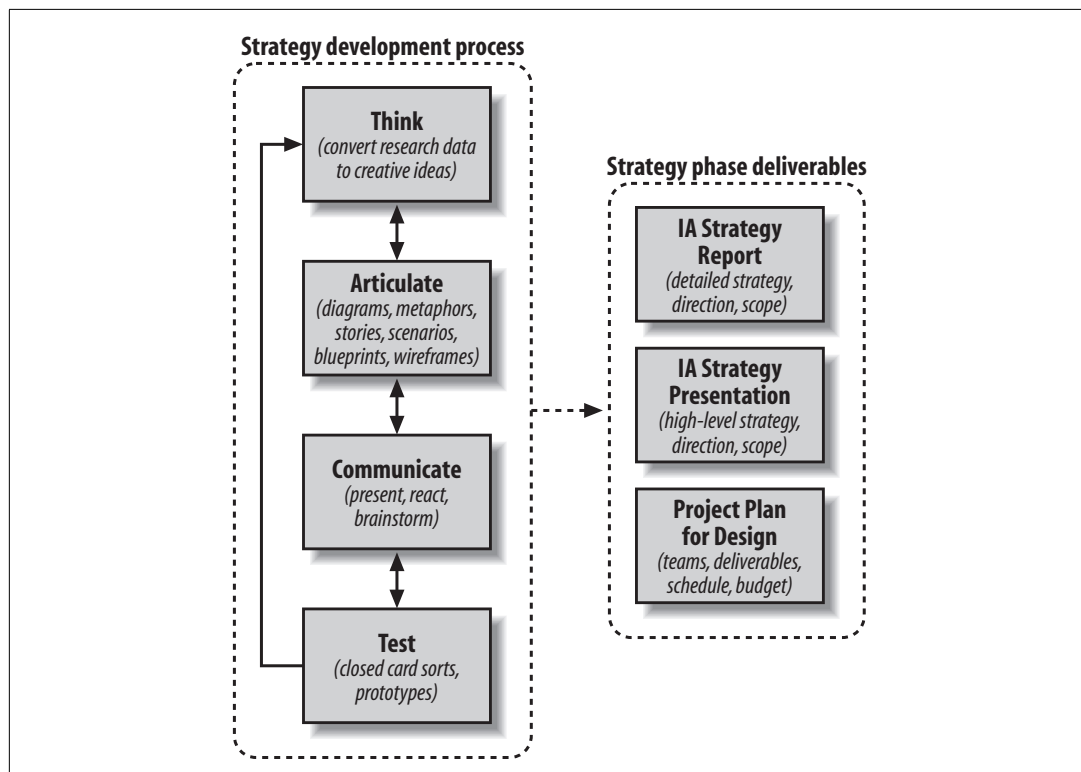 Strategy development process
Think
(convert research data
to creative ideas)
Articulate
(diagrams, metaphors,
stories, scenarios,
blueprints, wireframes)
Communicate
(present, react,
brainstorm)
Test
(closed card sorts,
prototypes)
Strategy phase deliverables
IA Strategy
Report
(detailed strategy,
direction, scope)
IA Strategy
Presentation
(high-level strategy,
direction, scope)
Project Plan
for Design
(teams, deliverables,
schedule, budget)